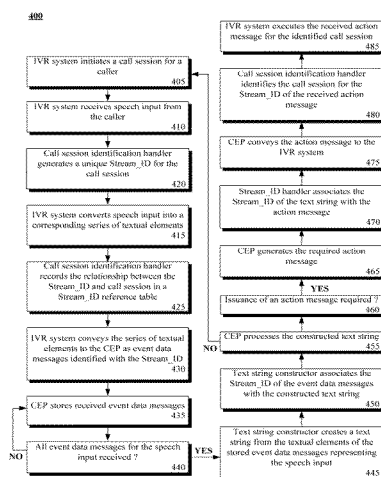 400
IVR system initiates a call session for a
caller
405
IVR system receives speech input from
the caller
410
Call session identification handler
generates a unique Stream_ID for the
call session
420
IVR system converts speech input into a
corresponding series of textual elements
415
Call session identification handler
records the relationship between the
Stream_ID and call session in a
Stream_ID reference table
425
IVR system conveys the series of textual
elements to the CEP as event data
messages identified with the Stream_ID
430
CEP stores received event data messages
435
All event data messages for the speech
input received ?
440
NO
YES
Text string constructor creates a text
string from the textual elements of the
stored event data messages representing
the speech input
445
Text string constructor associates the
Stream_ID of the event data messages
with the constructed text string
450
CEP processes the constructed text string
455
Issuance of an action message required ?
460
NO
YES
CEP generates the required action
message
465
Stream_ID handler associates the
Stream_ID of the text string with the
action message
470
CEP conveys the action message to the
IVR system
475
Call session identification handler
identifies the call session for the
Stream_ID of the received action
message
480
IVR system executes the received action
message for the identified call session
485